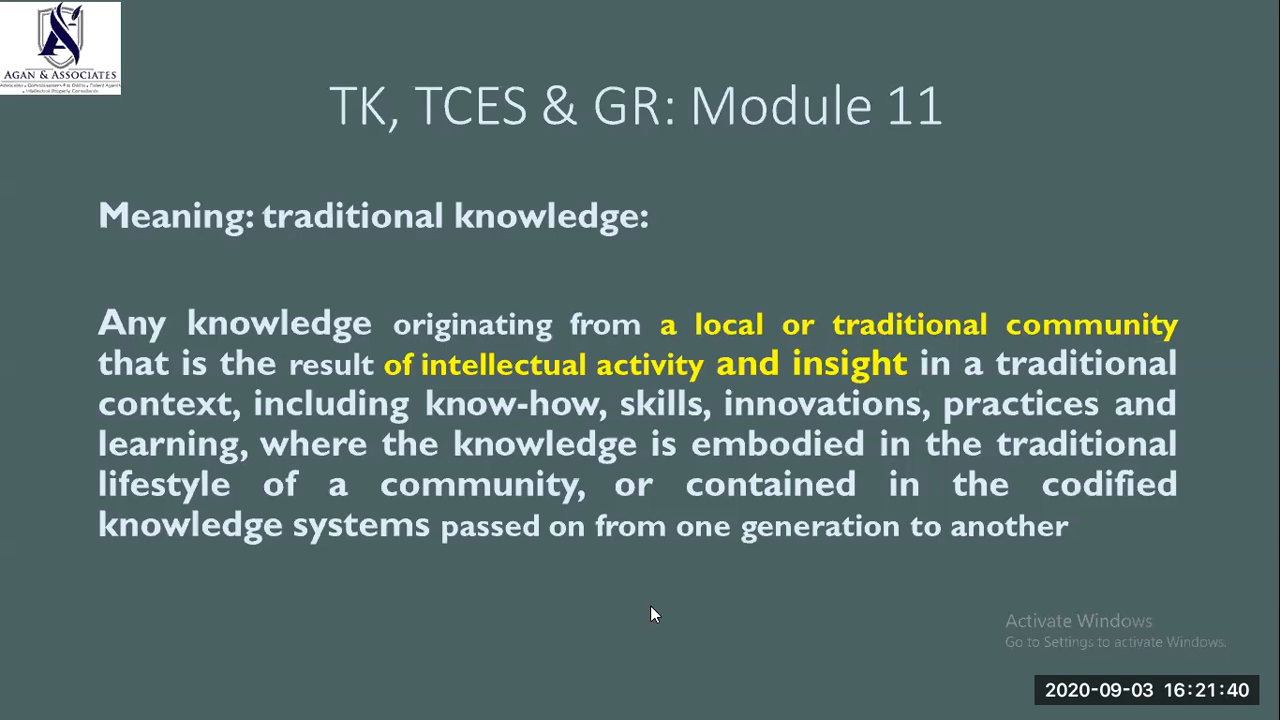 AGAN & ASSOCIATES
TK, TCES & GR: Module 11
Meaning: traditional knowledge:
Any knowledge originating from a local or traditional community
that is the result of intellectual activity and insight in a traditional
context, including know-how, skills, innovations, practices and
learning, where the knowledge is embodied in the traditional
lifestyle of a community, or contained in the codified
knowledge systems passed on from one generation to another
Activate Windows
Go to Settings to activate Windows.
2020-09-03 16:21:40